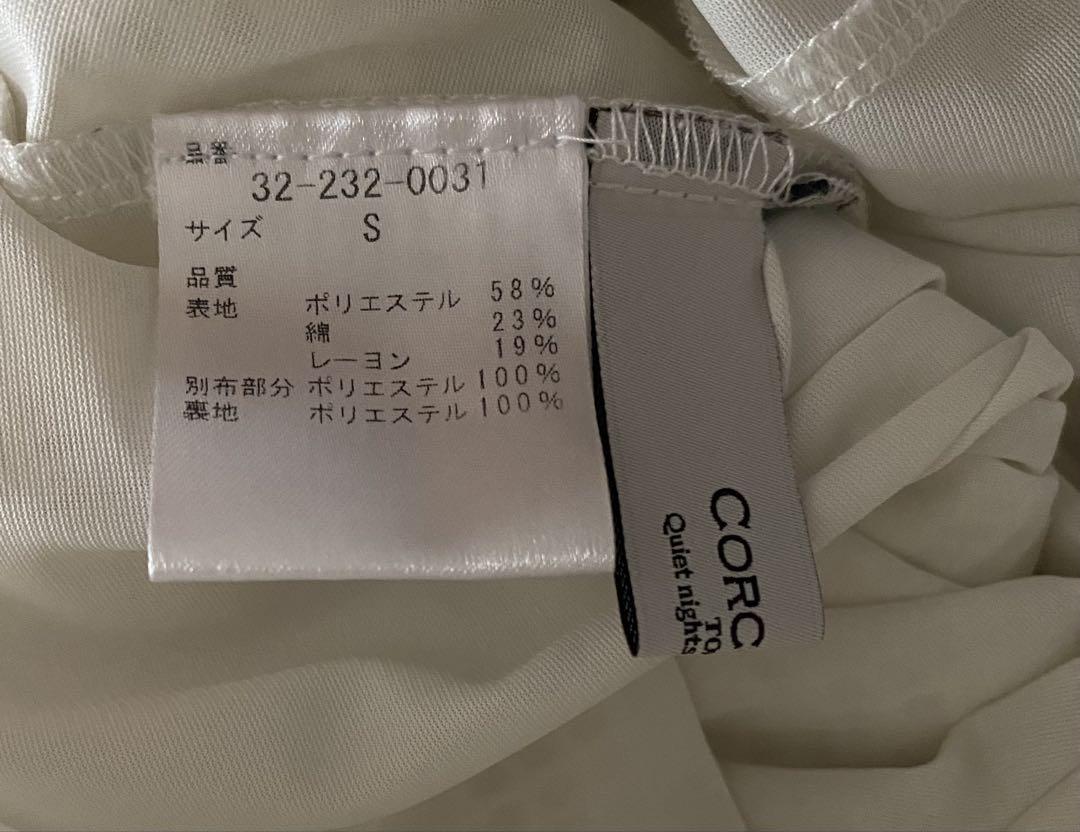 品番
32-232-0031
サイズ S
品質
表地 ポリエステル 58%
綿 23%
レーヨン 19%
別布部分 ポリエステル 100%
裏地 ポリエステル 100%
CORC
TO
Quiet nights